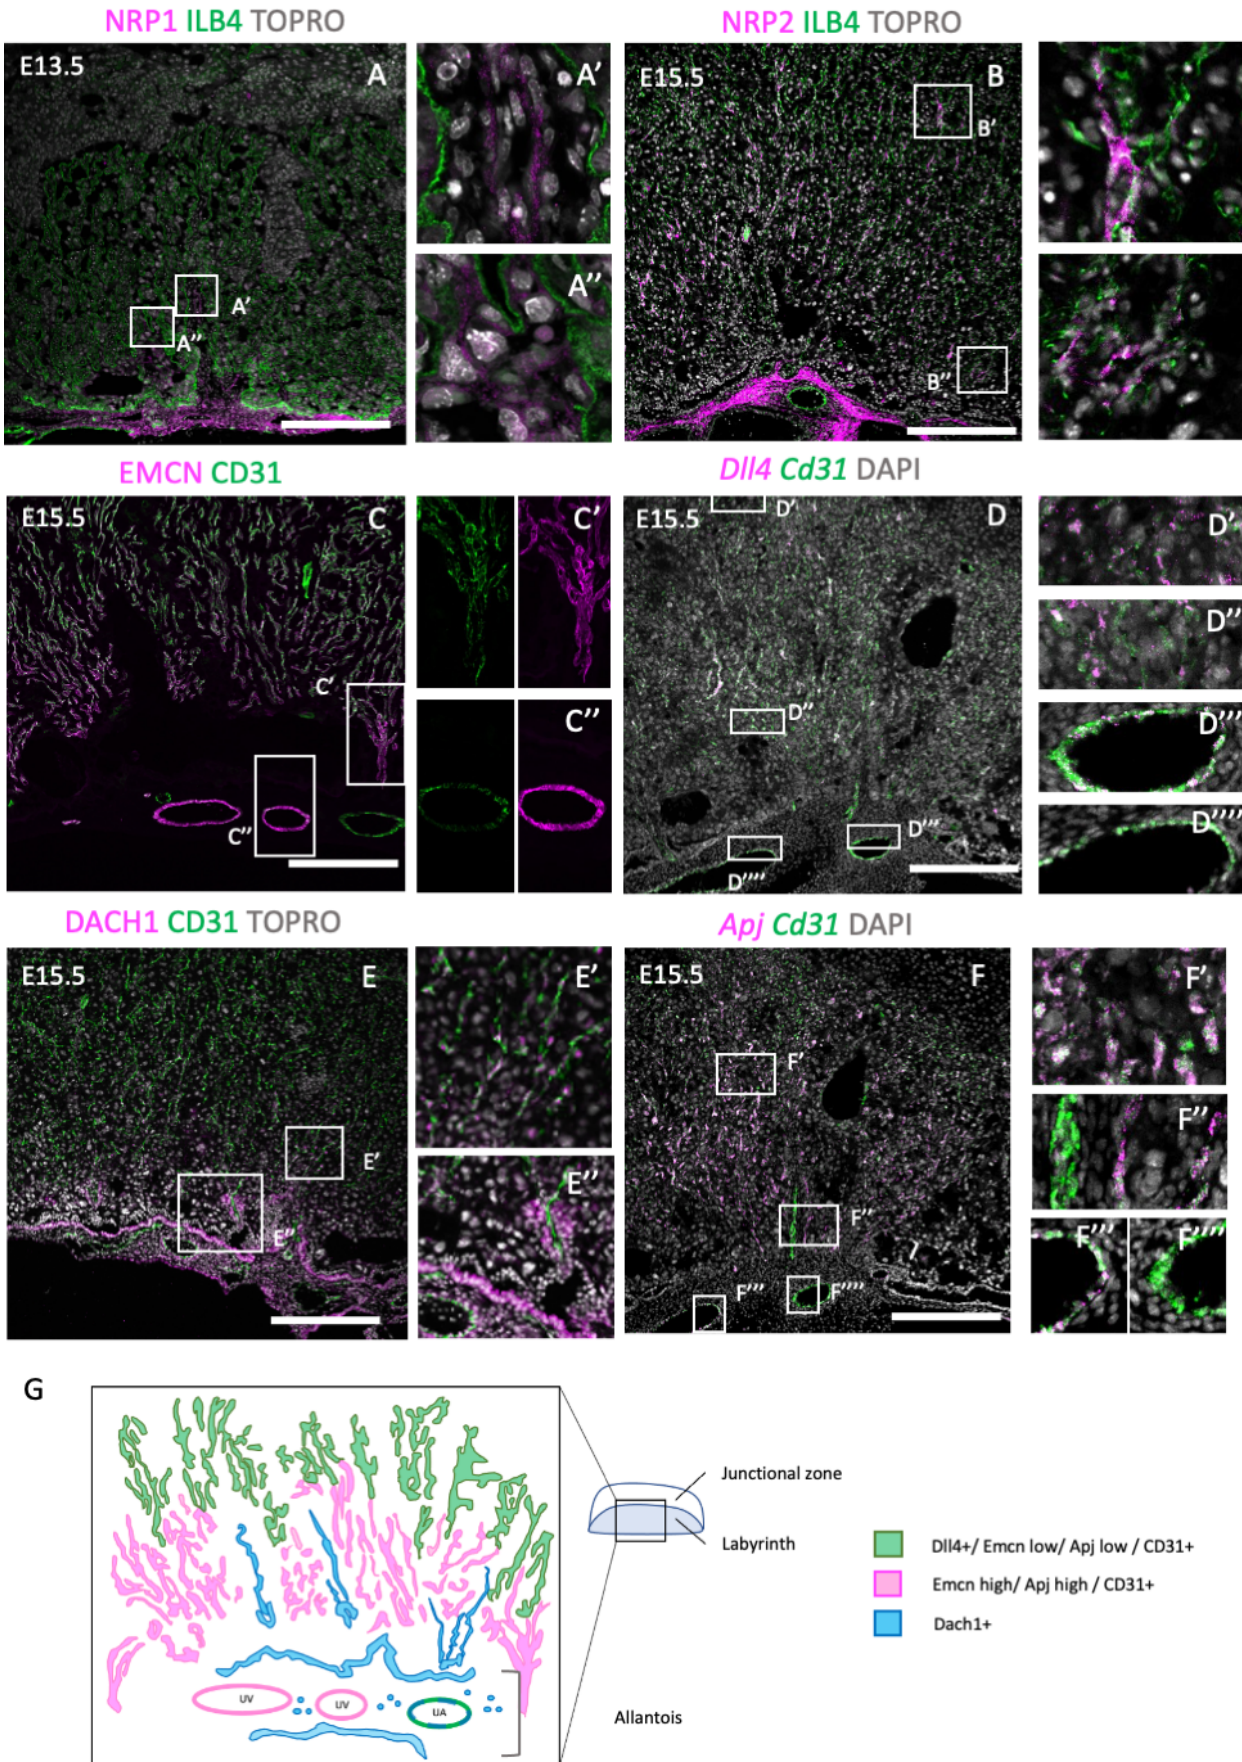 NRP1 ILB4 TOPRO
E13.5
A
A'
A''
A'
A''
NRP2 ILB4 TOPRO
E15.5
B
B'
B''
EMCN CD31
E15.5
C
C'
C''
C'
C''
Dll4 Cd31 DAPI
E15.5
D
D'
D''
D'''
D''''
D'
D''
D'''
D''''
DACH1 CD31 TOPRO
E15.5
E
E'
E''
E'
E''
Apj Cd31 DAPI
E15.5
F
F'
F''
F'''
F''''
F'
F''
F'''
F''''
G
Junctional zone
Labyrinth
Dll4+/ Emcn low/ Apj low / CD31+
Emcn high/ Apj high / CD31+
Dach1+
UV
UV
UA
Allantois